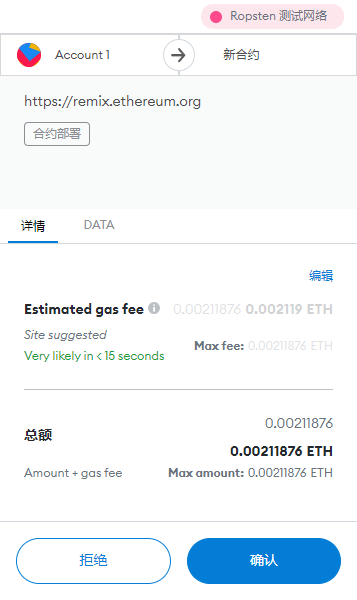 Ropsten 测试网络
Account 1
新合约
https://remix.ethereum.org
合约部署
详情
DATA
编辑
Estimated gas fee 0.00211876 0.002119 ETH
Site suggested
Very likely in < 15 seconds
Max fee: 0.00211876 ETH
总额
0.00211876
0.00211876 ETH
Amount + gas fee
Max amount: 0.00211876 ETH
拒绝
确认